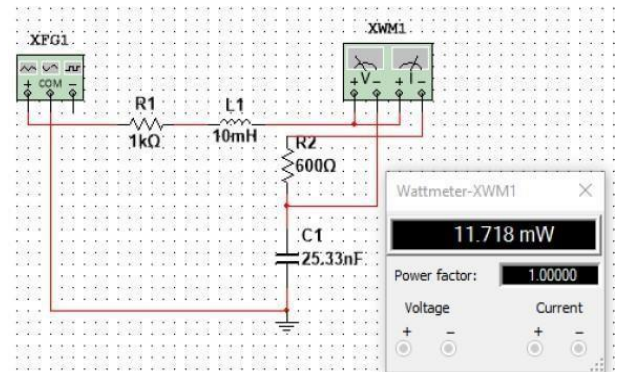 XFG1
COM
R1
1kΩ
L1
10mH
XWM1
V
I
R2
600Ω
C1
25.33nF
Wattmeter-XWM1
11.718 mW
Power factor: 1.00000
Voltage Current
+ - + -